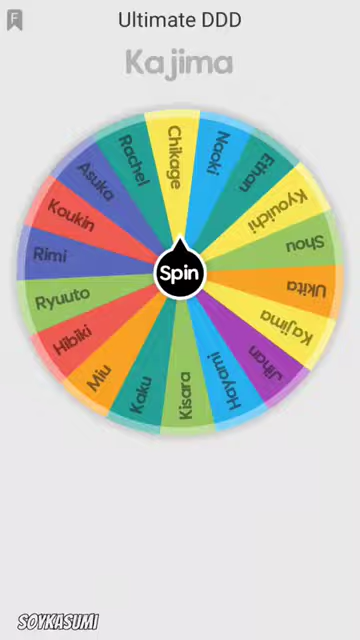 F
Ultimate DDD
Kajima
Chikage
Naoki
Ethan
Kyouichi
Shou
Ukita
Kajima
Jihan
Hayami
Kisara
Kaku
Miu
Hibiki
Ryuuto
Rimi
Koukin
Asuka
Rachel
Spin
SOYKASUMI